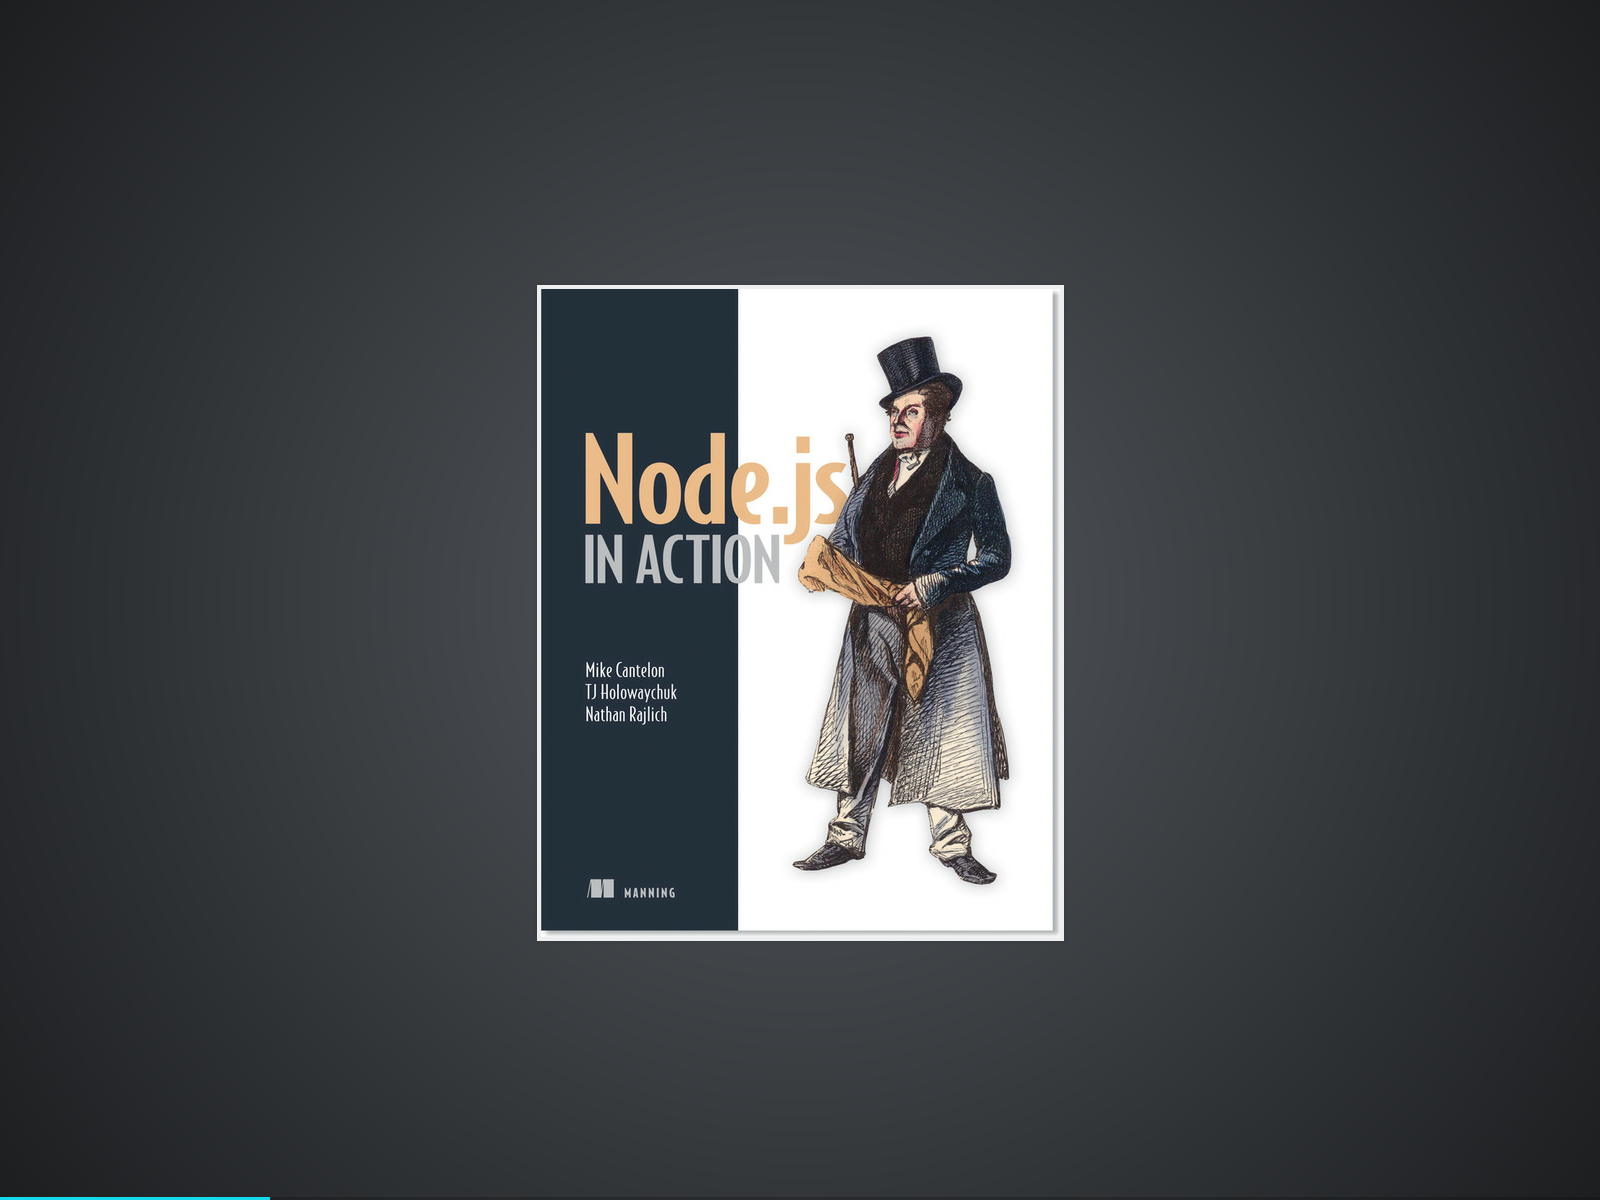 Node.js
IN ACTION
Mike Cantelon
TJ Holowaychuk
Nathan Rajlich
MANNING